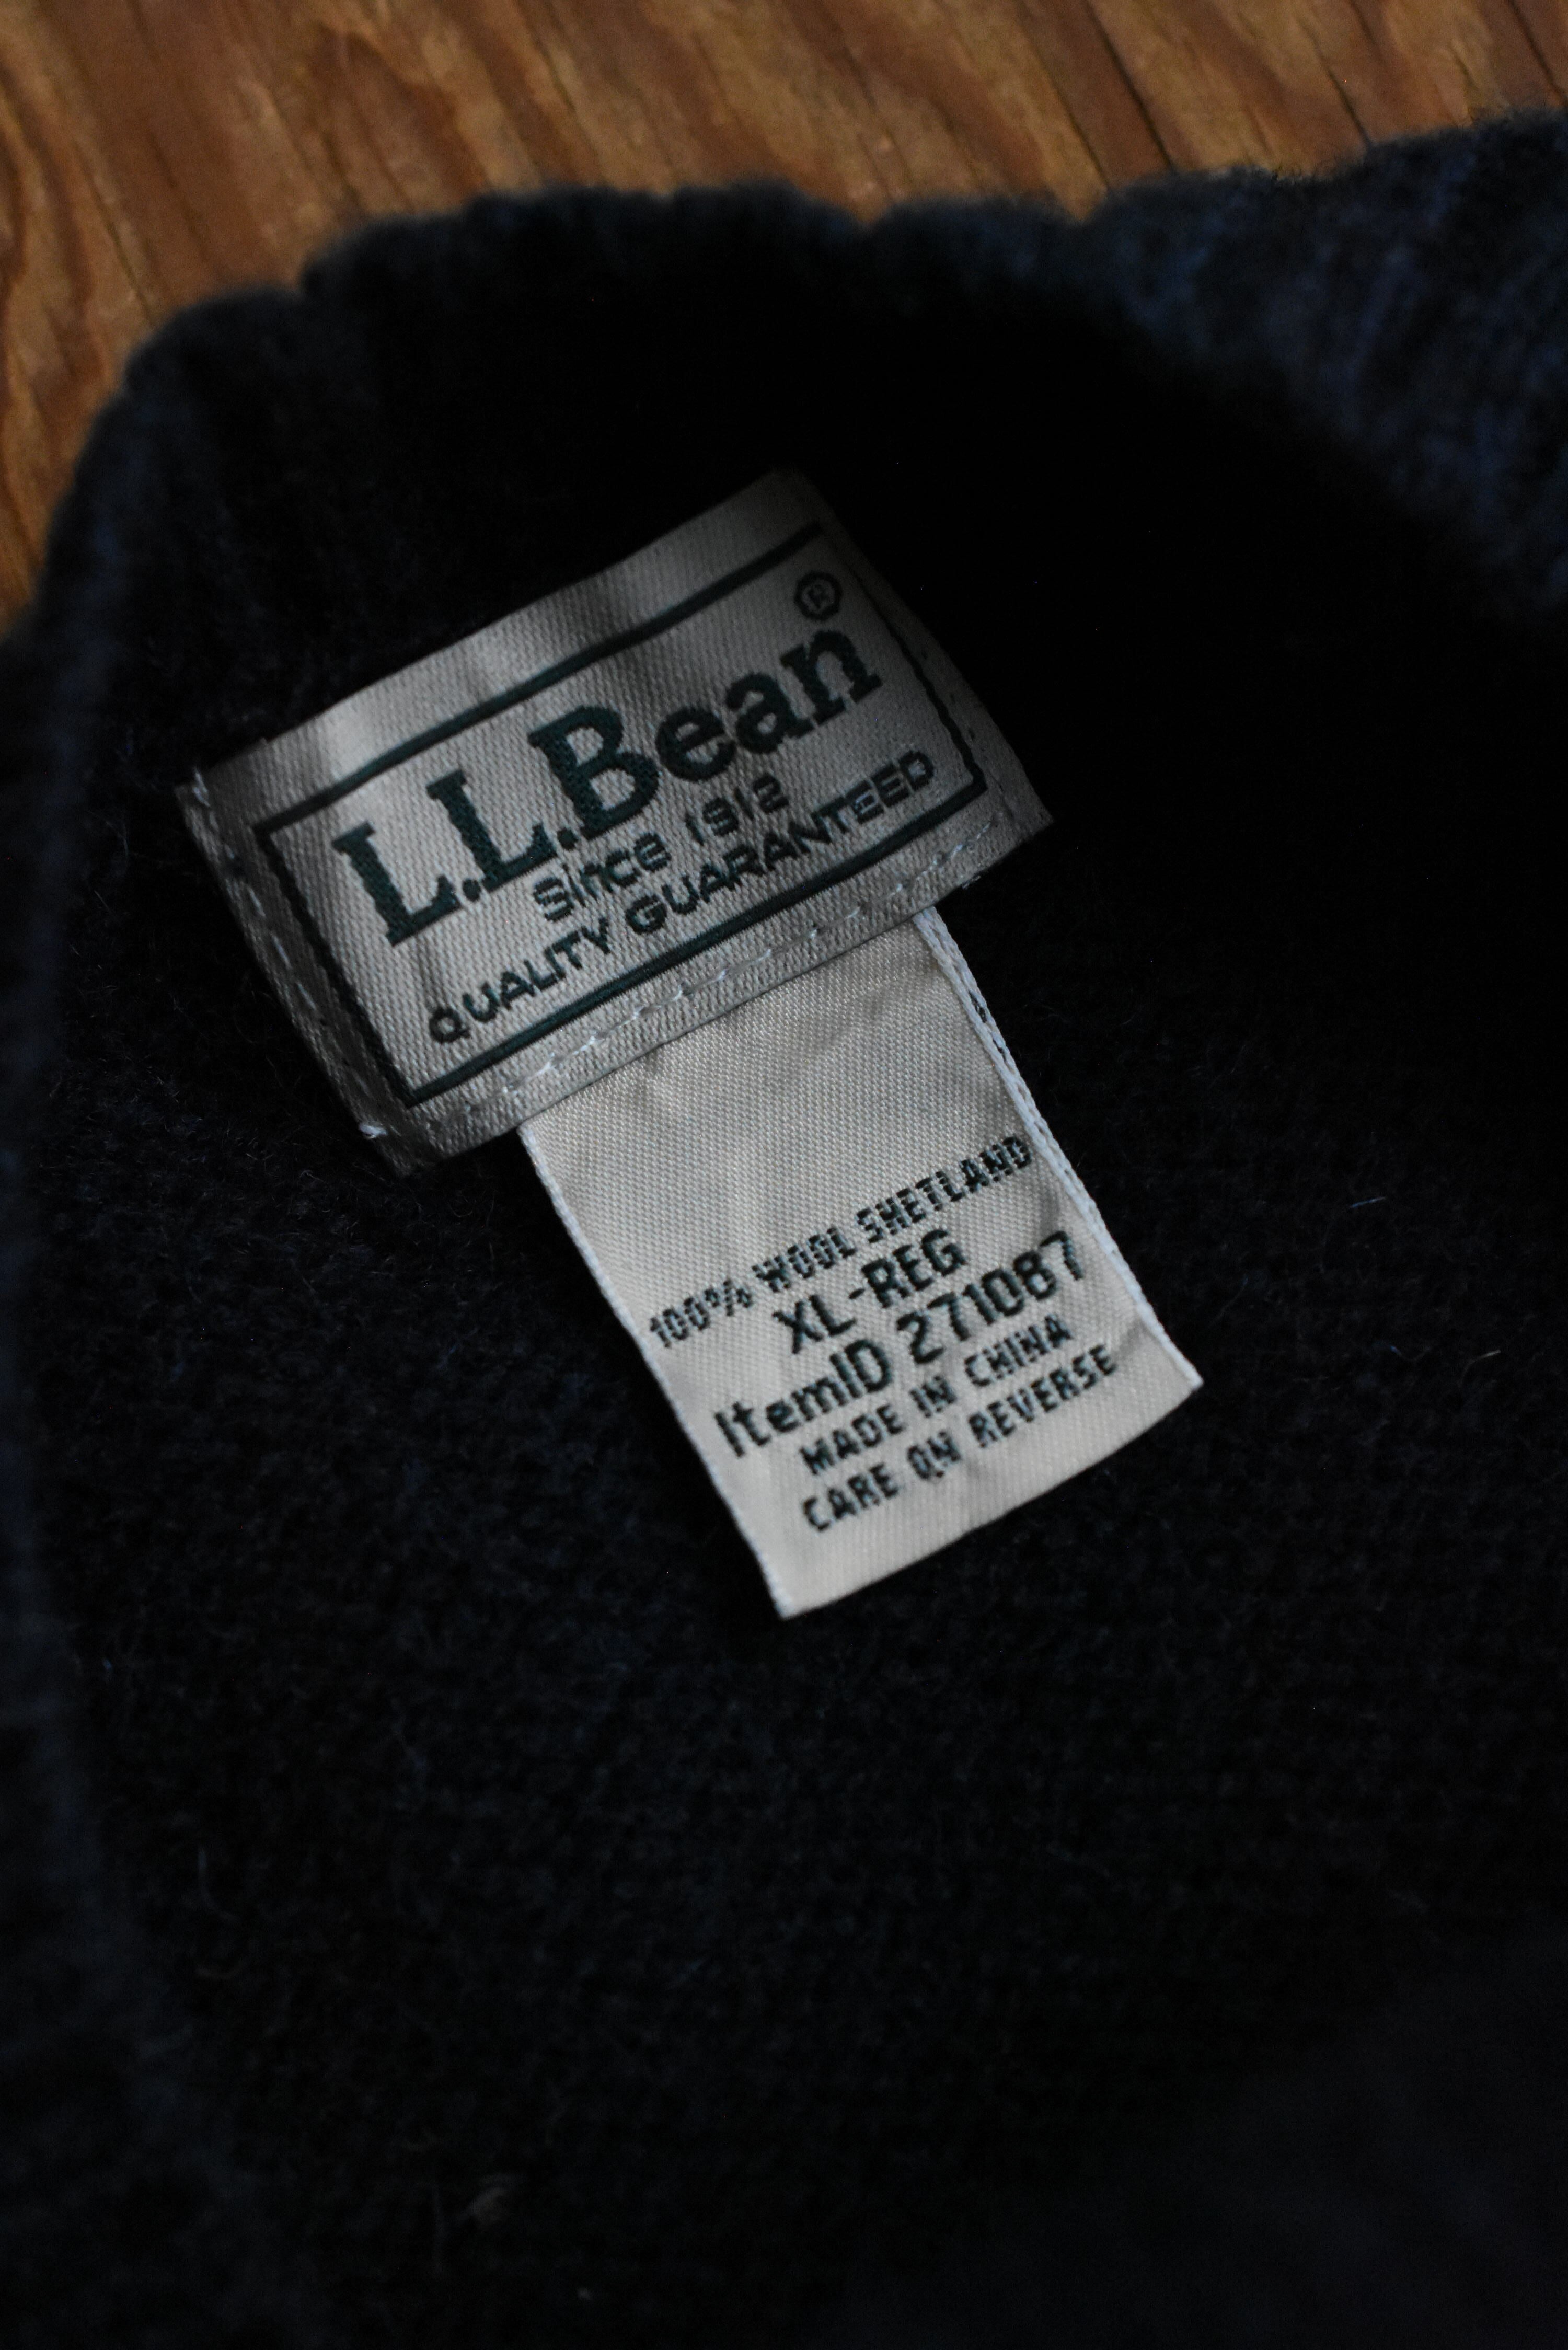 L.L.Bean®
Since 1912
QUALITY GUARANTEED
100% WOOL SHETLAND
XL-REG
ItemID 271087
MADE IN CHINA
CARE ON REVERSE